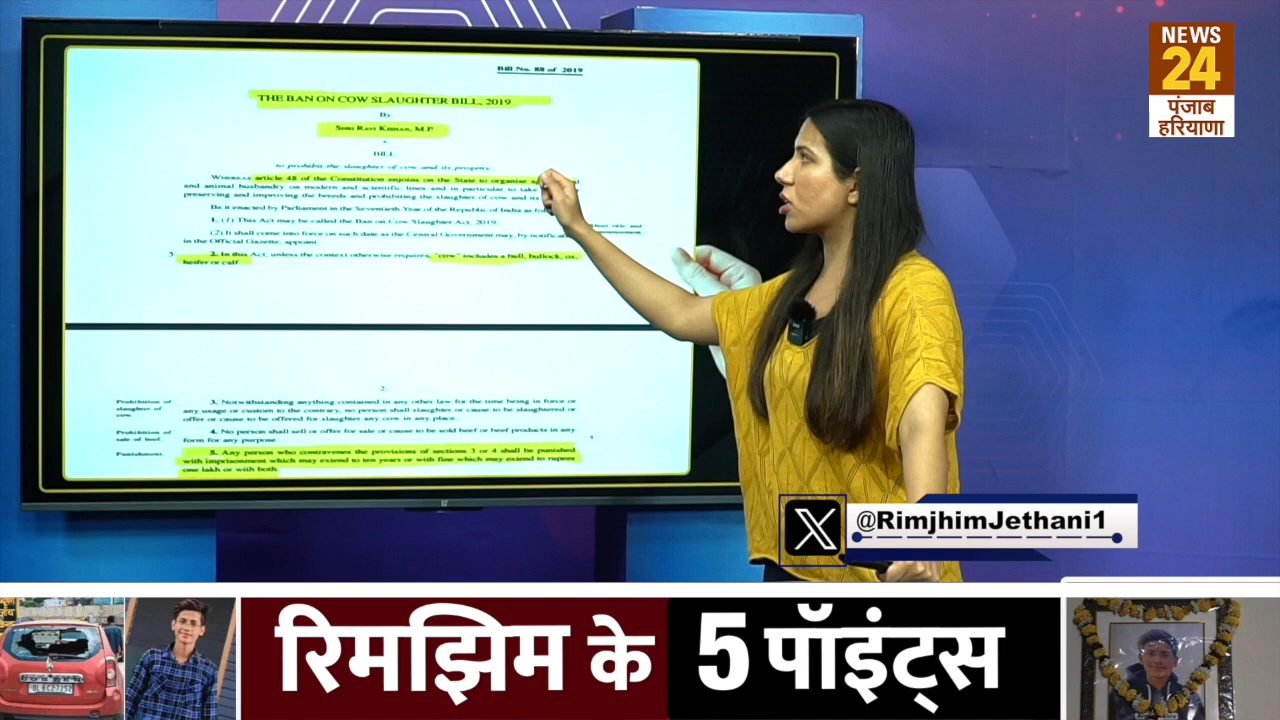 NEWS
24
पंजाब
हरियाणा
Bill No. 88 of 2019
THE BAN ON COW SLAUGHTER BILL, 2019
By
SHRI RAVI KISHAN, M.P.
A
BILL
to prohibit the slaughter of cow and its progeny.
WHEREAS article 48 of the Constitution enjoins on the State to organise
and animal husbandry on modern and scientific lines and in particular to take
preserving and improving the breeds and prohibiting the slaughter of cow and its
BE it enacted by Parliament in the Seventieth Year of the Republic of India as
1. (1) This Act may be called the Ban on Cow Slaughter Act, 2019.
Short title and
(2) It shall come into force on such date as the Central Government may, by
in the Official Gazette, appoint.
5
2. In this Act, unless the context otherwise requires, "cow" includes a bull, bullock, ox,
heifer or calf.
2
Prohibition of
slaughter of
cow.
3. Notwithstanding anything contained in any other law for the time being in force or
any usage or custom to the contrary, no person shall slaughter or cause to be slaughtered or
offer or cause to be offered for slaughter any cow in any place.
Prohibition of
sale of beef.
4. No person shall sell or offer for sale or cause to be sold beef or beef products in any
form for any purpose.
Punishment.
5. Any person who contravenes the provisions of sections 3 or 4 shall be punished
with imprisonment which may extend to ten years or with fine which may extend to rupees
one lakh or with both.
X
@RimjhimJethani1
रिमझिम के
5 पॉइंट्स